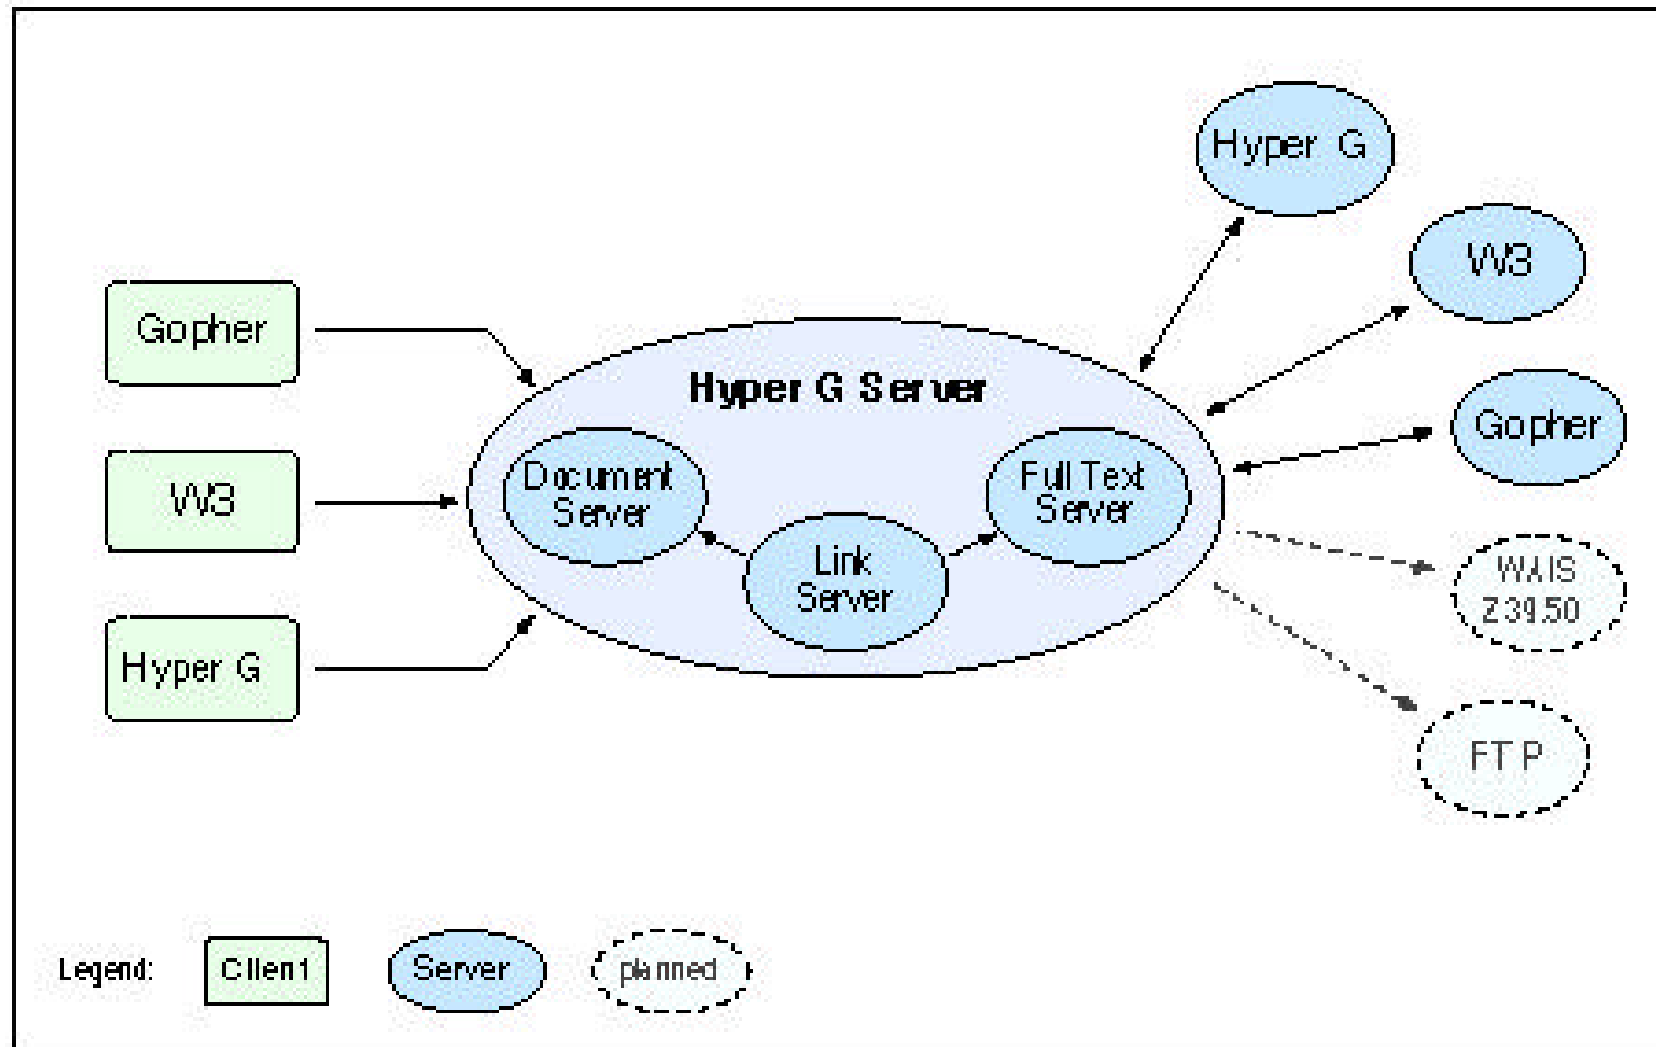 Hyper G
W3
Gopher
Gopher
Hyper G Server
W3
Document
Server
Full Text
Server
Link
Server
WAIS
Z39.50
Hyper G
FTP
Legend:
Client
Server
planned